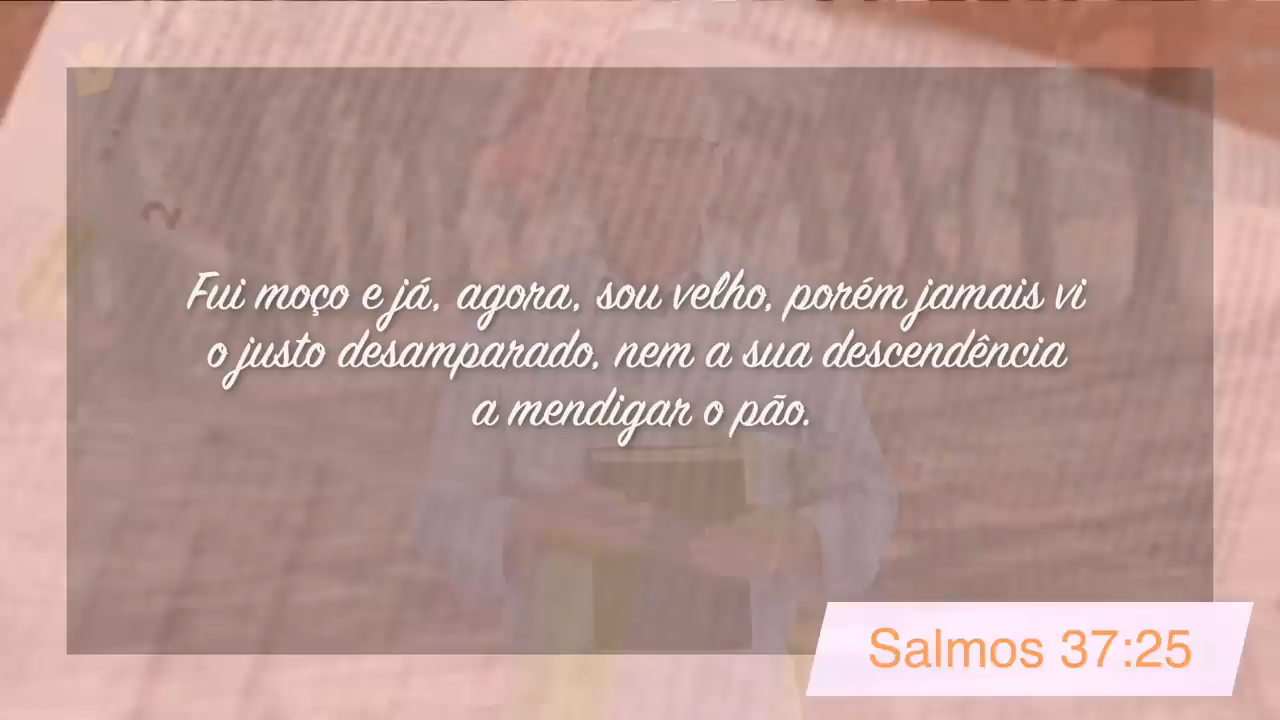 Fui moço e já, agora, sou velho, porém jamais vi
o justo desamparado, nem a sua descendência
a mendigar o pão.
Salmos 37:25